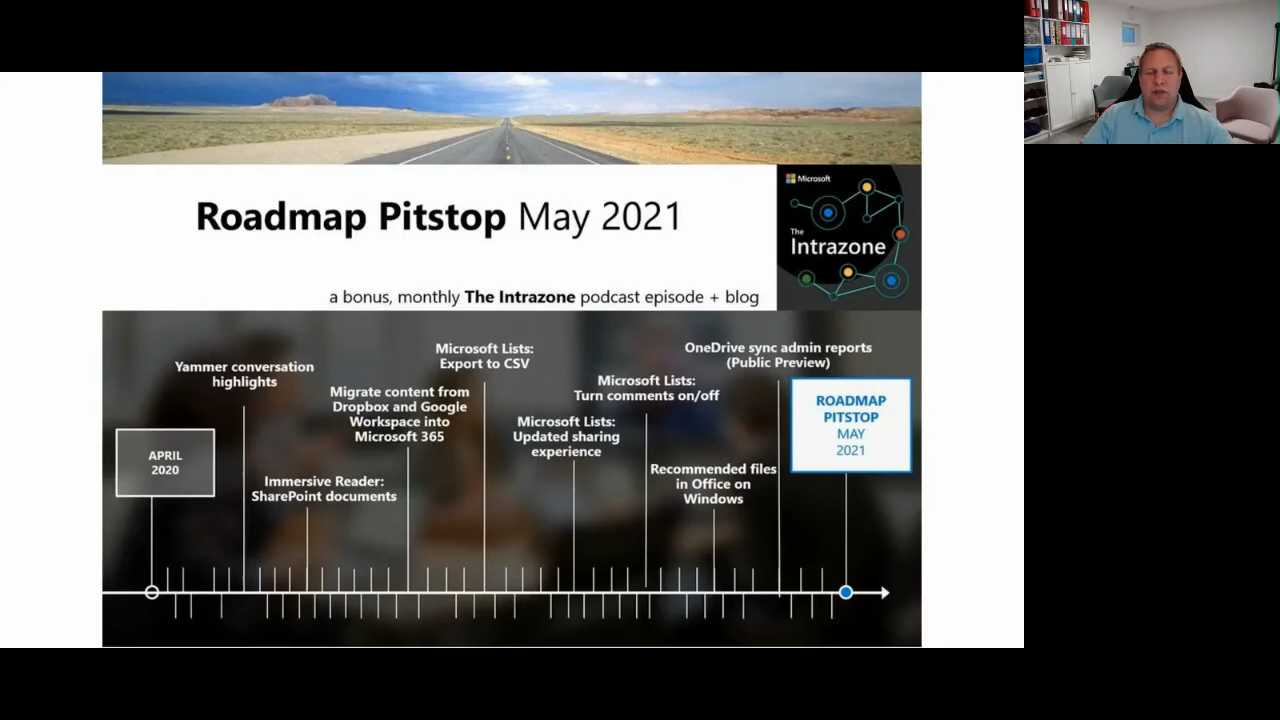 Roadmap Pitstop May 2021
Microsoft
The
Intrazone
a bonus, monthly The Intrazone podcast episode + blog
Yammer conversation
highlights
Migrate content from
Dropbox and Google
Workspace into
Microsoft 365
Microsoft Lists:
Export to CSV
Microsoft Lists:
Updated sharing
experience
Microsoft Lists:
Turn comments on/off
OneDrive sync admin reports
(Public Preview)
ROADMAP
PITSTOP
MAY
2021
APRIL
2020
Immersive Reader:
SharePoint documents
Recommended files
in Office on
Windows